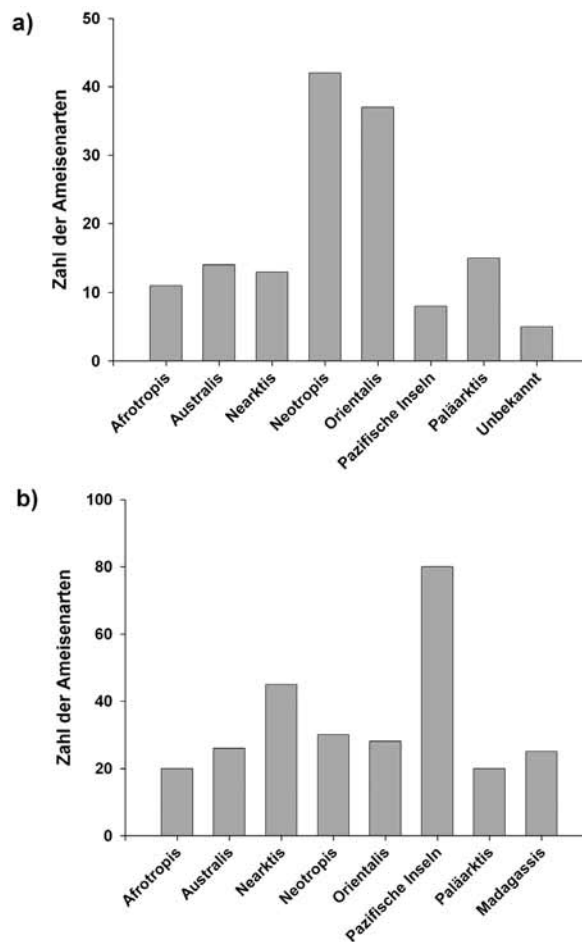 a)
Zahl der Ameisenarten
50
40
30
20
10
0
Afrotropis
Australis
Nearktis
Neotropis
Orientalis
Pazifische Inseln
Paläarktis
Unbekannt
b)
Zahl der Ameisenarten
100
80
60
40
20
0
Afrotropis
Australis
Nearktis
Neotropis
Orientalis
Pazifische Inseln
Paläarktis
Madagassis